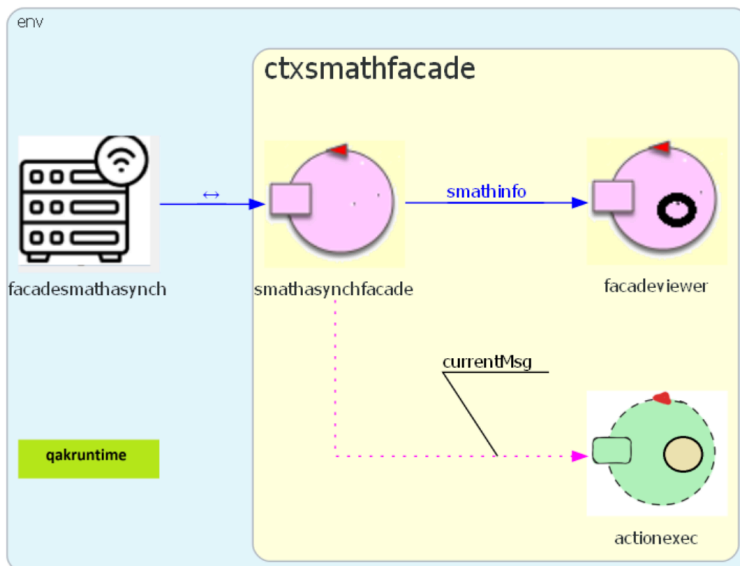 env
ctxsmathfacade
↔
smathinfo
facadesmathasynch
smathasynchfacade
facadeviewer
currentMsg
qakruntime
actionexec